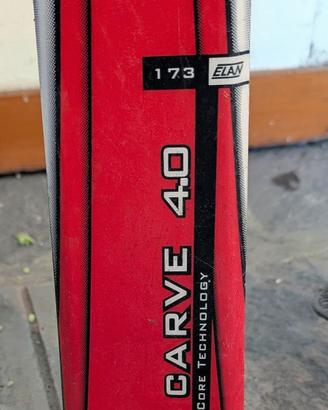 173 ELAN
CARVE 4.0
CORE TECHNOLOGY